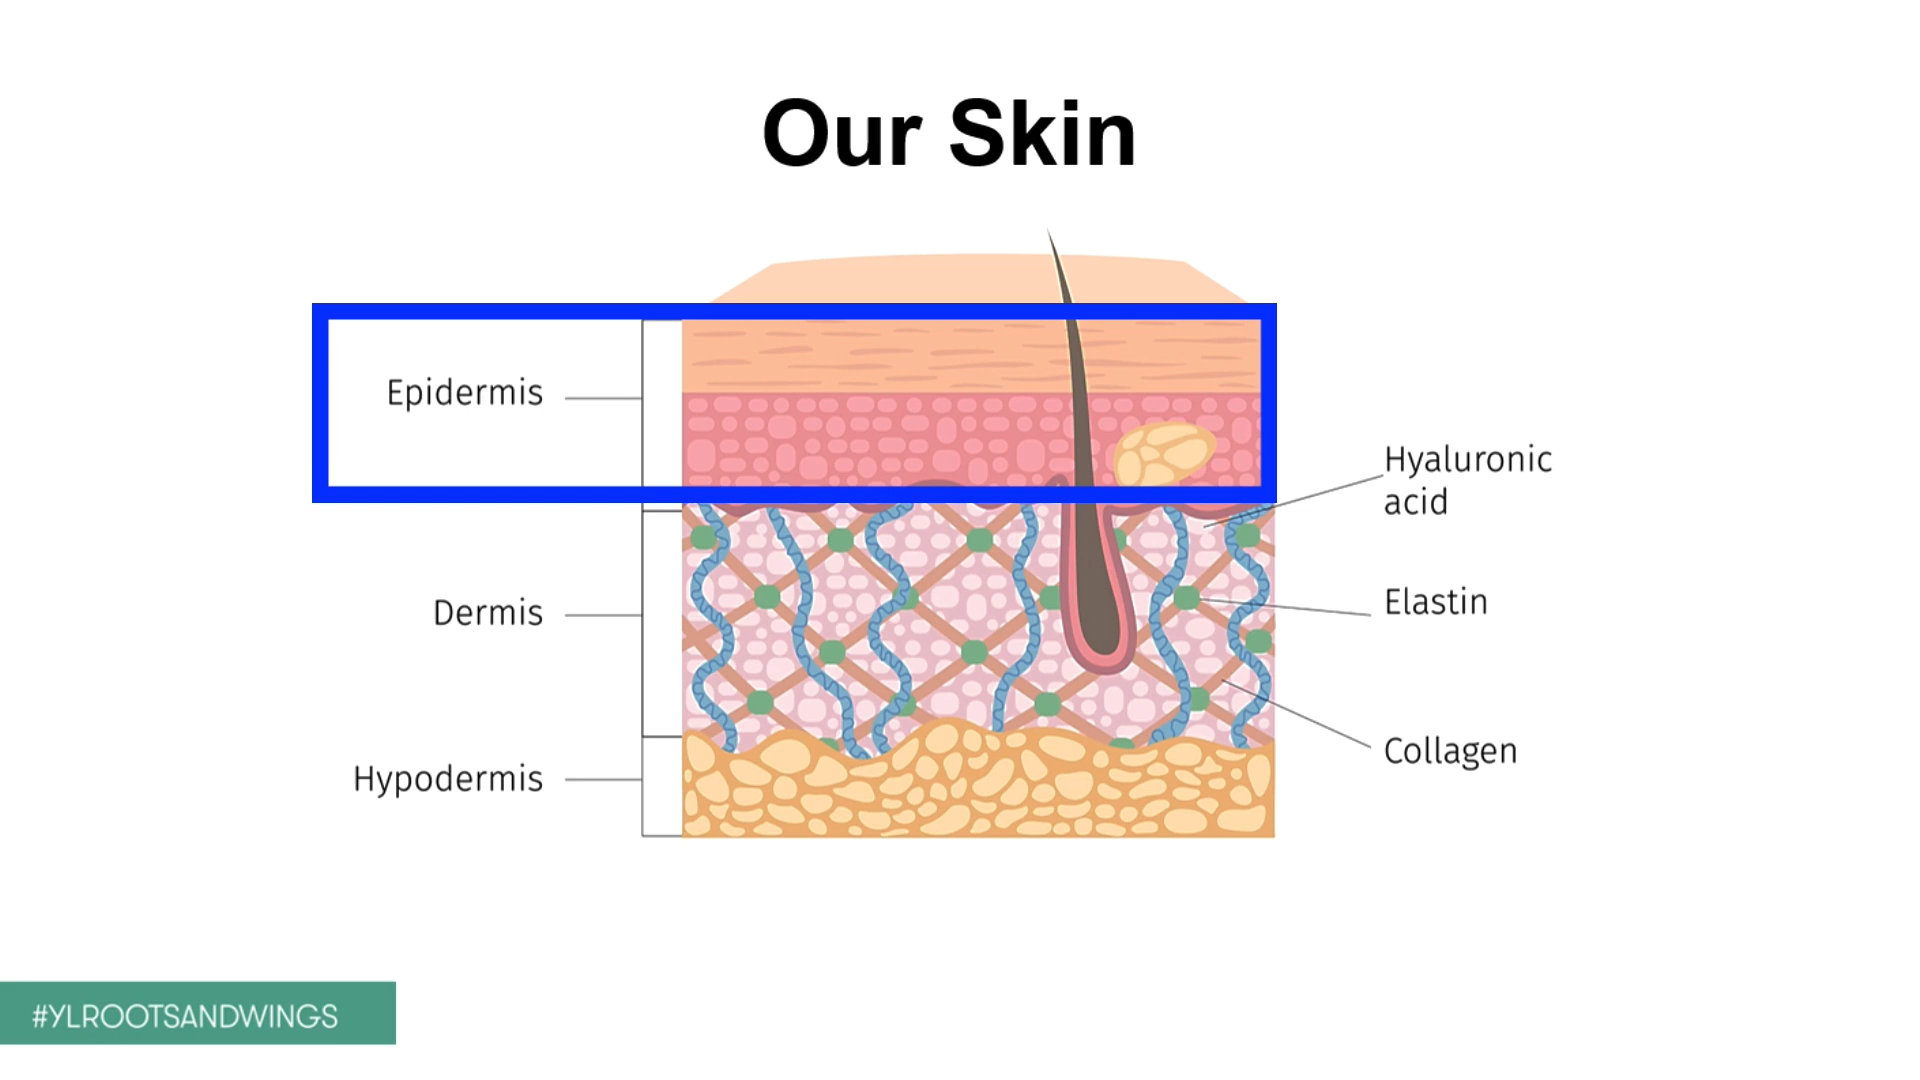 Our Skin
Epidermis
Dermis
Hypodermis
Hyaluronic
acid
Elastin
Collagen
#YLROOTSANDWINGS